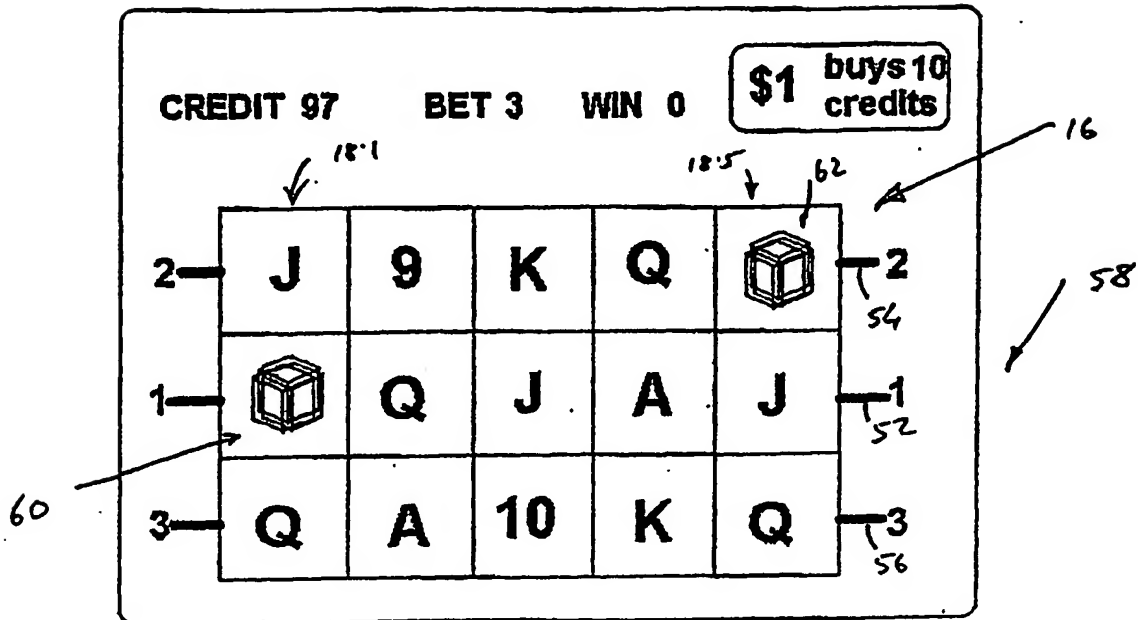 $1 buys 10 credits
CREDIT 97 BET 3 WIN 0
18.1 18.5 62 16
2 J 9 K Q 2
54 58
1 Q J A J 1
52
60
3 Q A 10 K Q 3
56